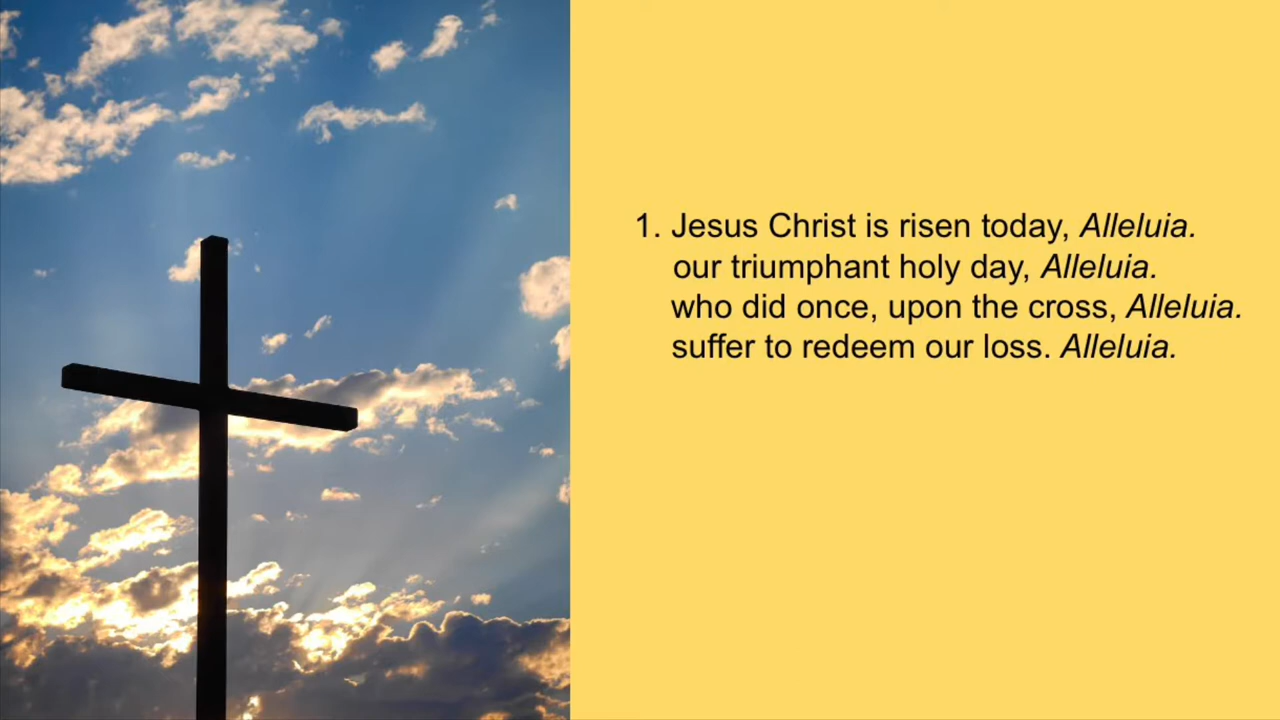 1. Jesus Christ is risen today, Alleluia.
our triumphant holy day, Alleluia.
who did once, upon the cross, Alleluia.
suffer to redeem our loss. Alleluia.